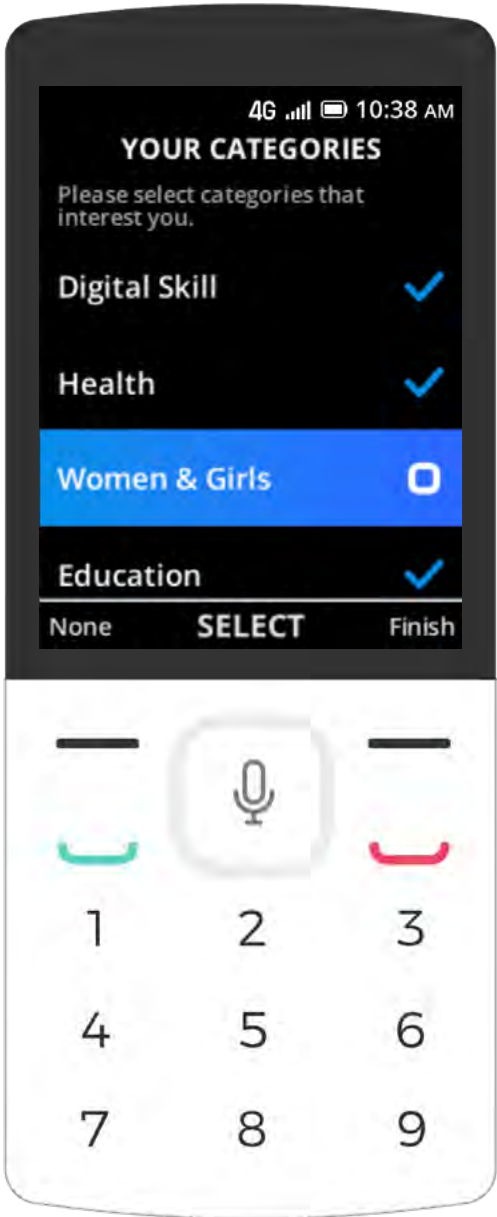 4G 10:38 AM
YOUR CATEGORIES
Please select categories that
interest you.
Digital Skill
Health
Women & Girls
Education
None SELECT Finish
1 2 3
4 5 6
7 8 9